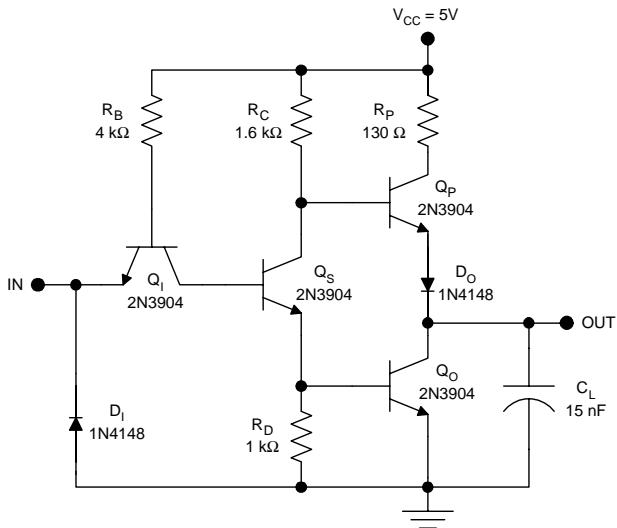 V_CC = 5V
R_B
4 kΩ
R_C
1.6 kΩ
R_P
130 Ω
Q_P
2N3904
IN
Q_I
2N3904
Q_S
2N3904
D_O
1N4148
OUT
D_I
1N4148
R_D
1 kΩ
Q_O
2N3904
C_L
15 nF